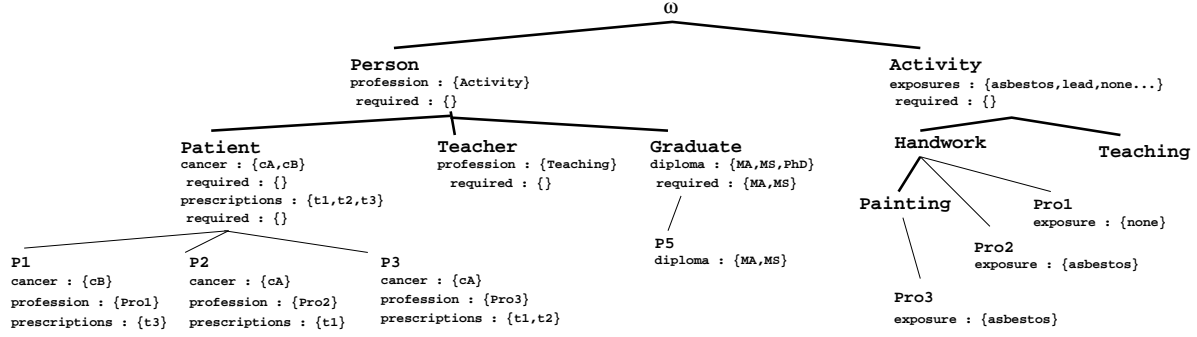 ω
Person
profession : {Activity}
required : {}
Activity
exposures : {asbestos,lead,none...}
required : {}
Patient
cancer : {cA,cB}
required : {}
prescriptions : {t1,t2,t3}
required : {}
Teacher
profession : {Teaching}
required : {}
Graduate
diploma : {MA,MS,PhD}
required : {MA,MS}
Handwork
Teaching
Painting
Pro1
exposure : {none}
Pro2
exposure : {asbestos}
Pro3
exposure : {asbestos}
P1
cancer : {cB}
profession : {Pro1}
prescriptions : {t3}
P2
cancer : {cA}
profession : {Pro2}
prescriptions : {t1}
P3
cancer : {cA}
profession : {Pro3}
prescriptions : {t1,t2}
P5
diploma : {MA,MS}